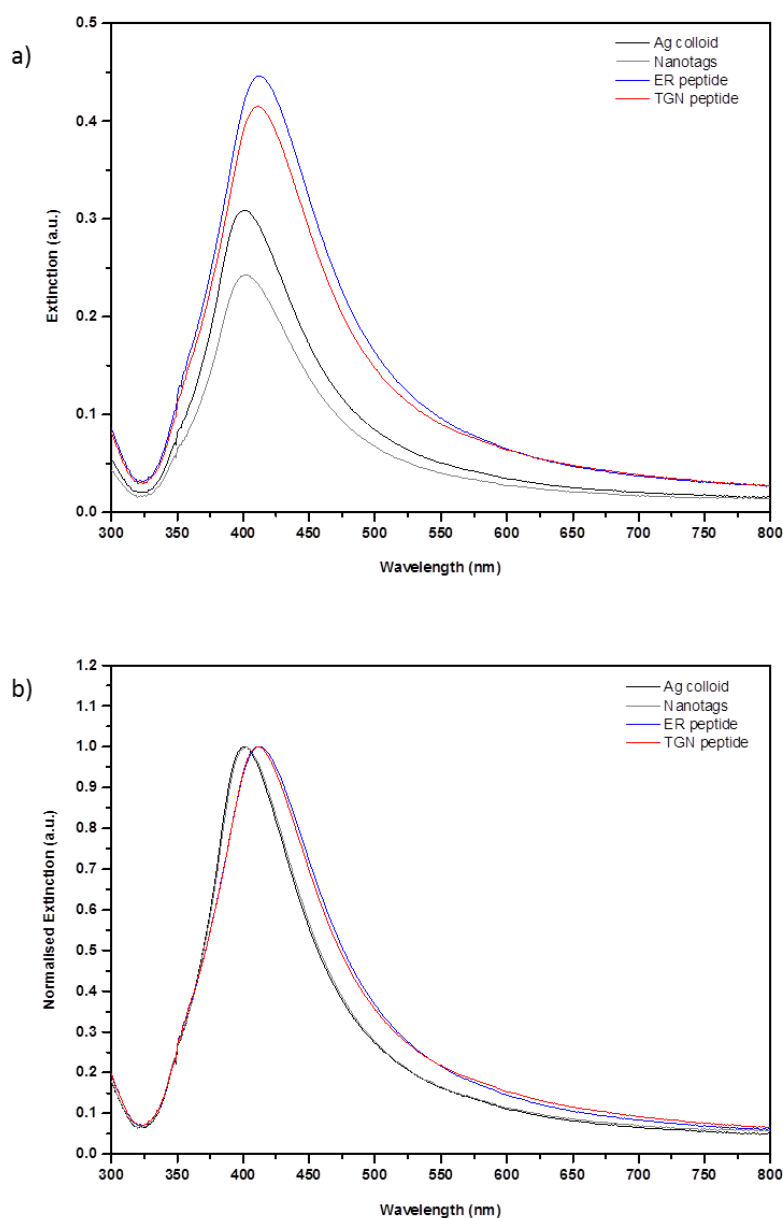 a)
0.5
0.4
0.3
0.2
0.1
0.0
Extinction (a.u.)
Ag colloid
Nanotags
ER peptide
TGN peptide
300 350 400 450 500 550 600 650 700 750 800
Wavelength (nm)
b)
1.2
1.1
1.0
0.9
0.8
0.7
0.6
0.5
0.4
0.3
0.2
0.1
0.0
Normalised Extinction (a.u.)
Ag colloid
Nanotags
ER peptide
TGN peptide
300 350 400 450 500 550 600 650 700 750 800
Wavelength (nm)